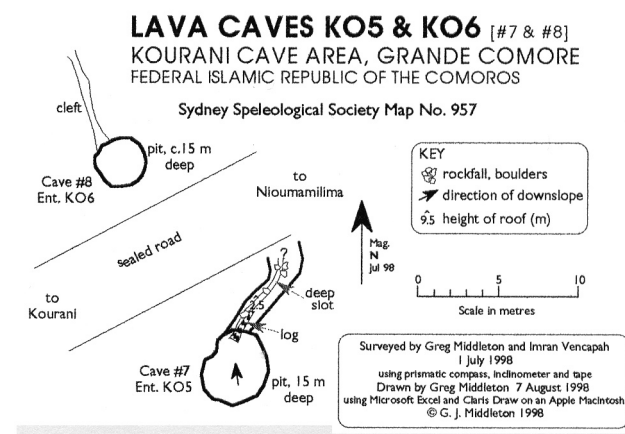 LAVA CAVES KO5 & KO6 [#7 & #8]
KOURANI CAVE AREA, GRANDE COMORE
FEDERAL ISLAMIC REPUBLIC OF THE COMOROS
Sydney Speleological Society Map No. 957
cleft
pit, c.15 m
deep
Cave #8
Ent. KO6
to
Nioumamilima
sealed road
to
Kourani
KEY
rockfall, boulders
direction of downslope
9.5 height of roof (m)
Mag.
N
Jul 98
0 5 10
Scale in metres
?
2.5
deep
slot
log
Cave #7
Ent. KO5
pit, 15 m
deep
Surveyed by Greg Middleton and Imran Vencapah
1 July 1998
using prismatic compass, inclinometer and tape
Drawn by Greg Middleton 7 August 1998
using Microsoft Excel and Claris Draw on an Apple Macintosh
© G. J. Middleton 1998